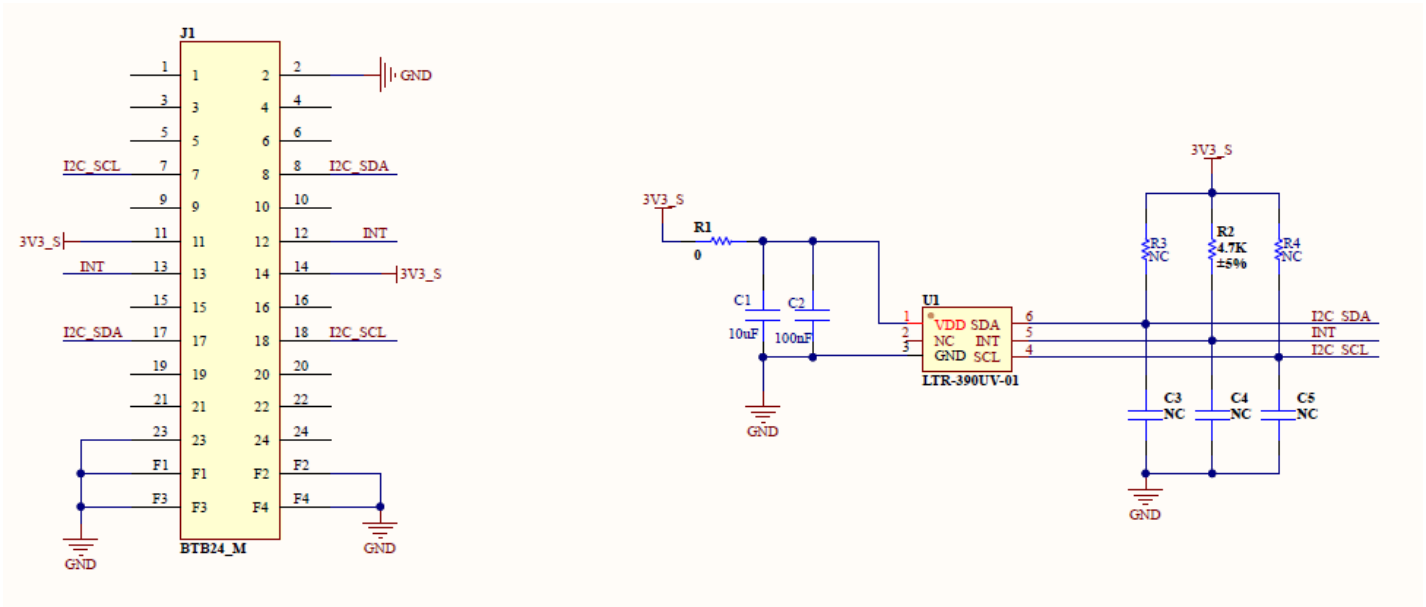 J1
1 1 2 2 GND
3 3 4 4
5 5 6 6
I2C_SCL 7 7 8 8 I2C_SDA
9 9 10 10
3V3_S 11 11 12 12 INT
INT 13 13 14 14 3V3_S
15 15 16 16
I2C_SDA 17 17 18 18 I2C_SCL
19 19 20 20
21 21 22 22
23 23 24 24
F1 F1 F2 F2
F3 F3 F4 F4
GND
GND
BTB24_M
3V3_S
R1
0
C1
10uF
C2
100nF
GND
U1
1 VDD SDA 6
2 NC INT 5
3 GND SCL 4
LTR-390UV-01
3V3_S
R3
NC
R2
4.7K
±5%
R4
NC
I2C_SDA
INT
I2C_SCL
C3
NC
C4
NC
C5
NC
GND